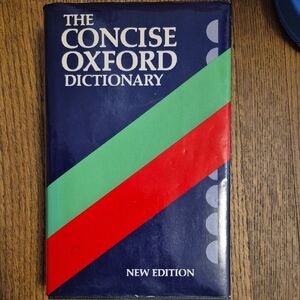 THE
CONCISE
OXFORD
DICTIONARY
NEW EDITION